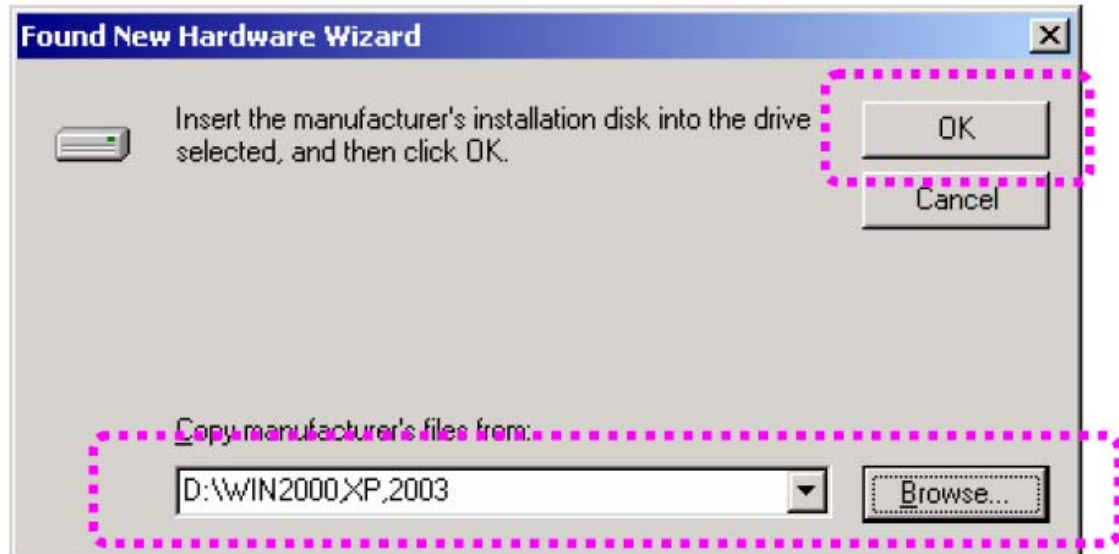 Found New Hardware Wizard
Insert the manufacturer's installation disk into the drive
selected, and then click OK.
OK
Cancel
Copy manufacturer's files from:
D:\WIN2000,XP,2003
Browse...